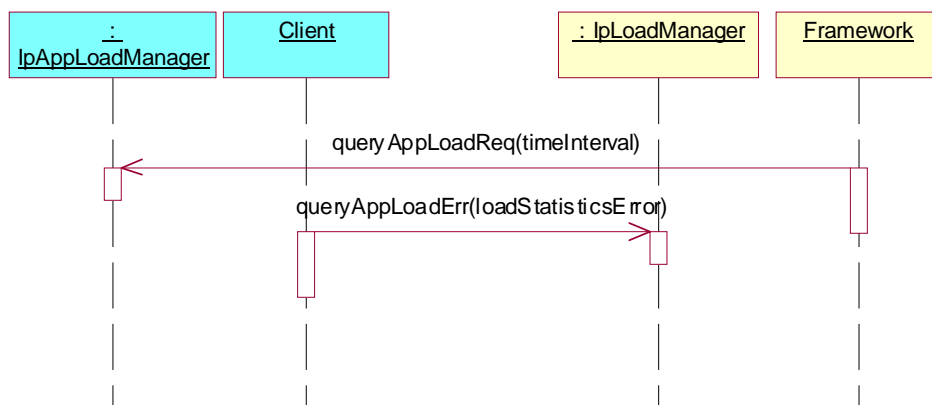 :
IpAppLoadManager
Client
: IpLoadManager
Framework
queryAppLoadReq(timeInterval)
queryAppLoadErr(loadStatisticsError)